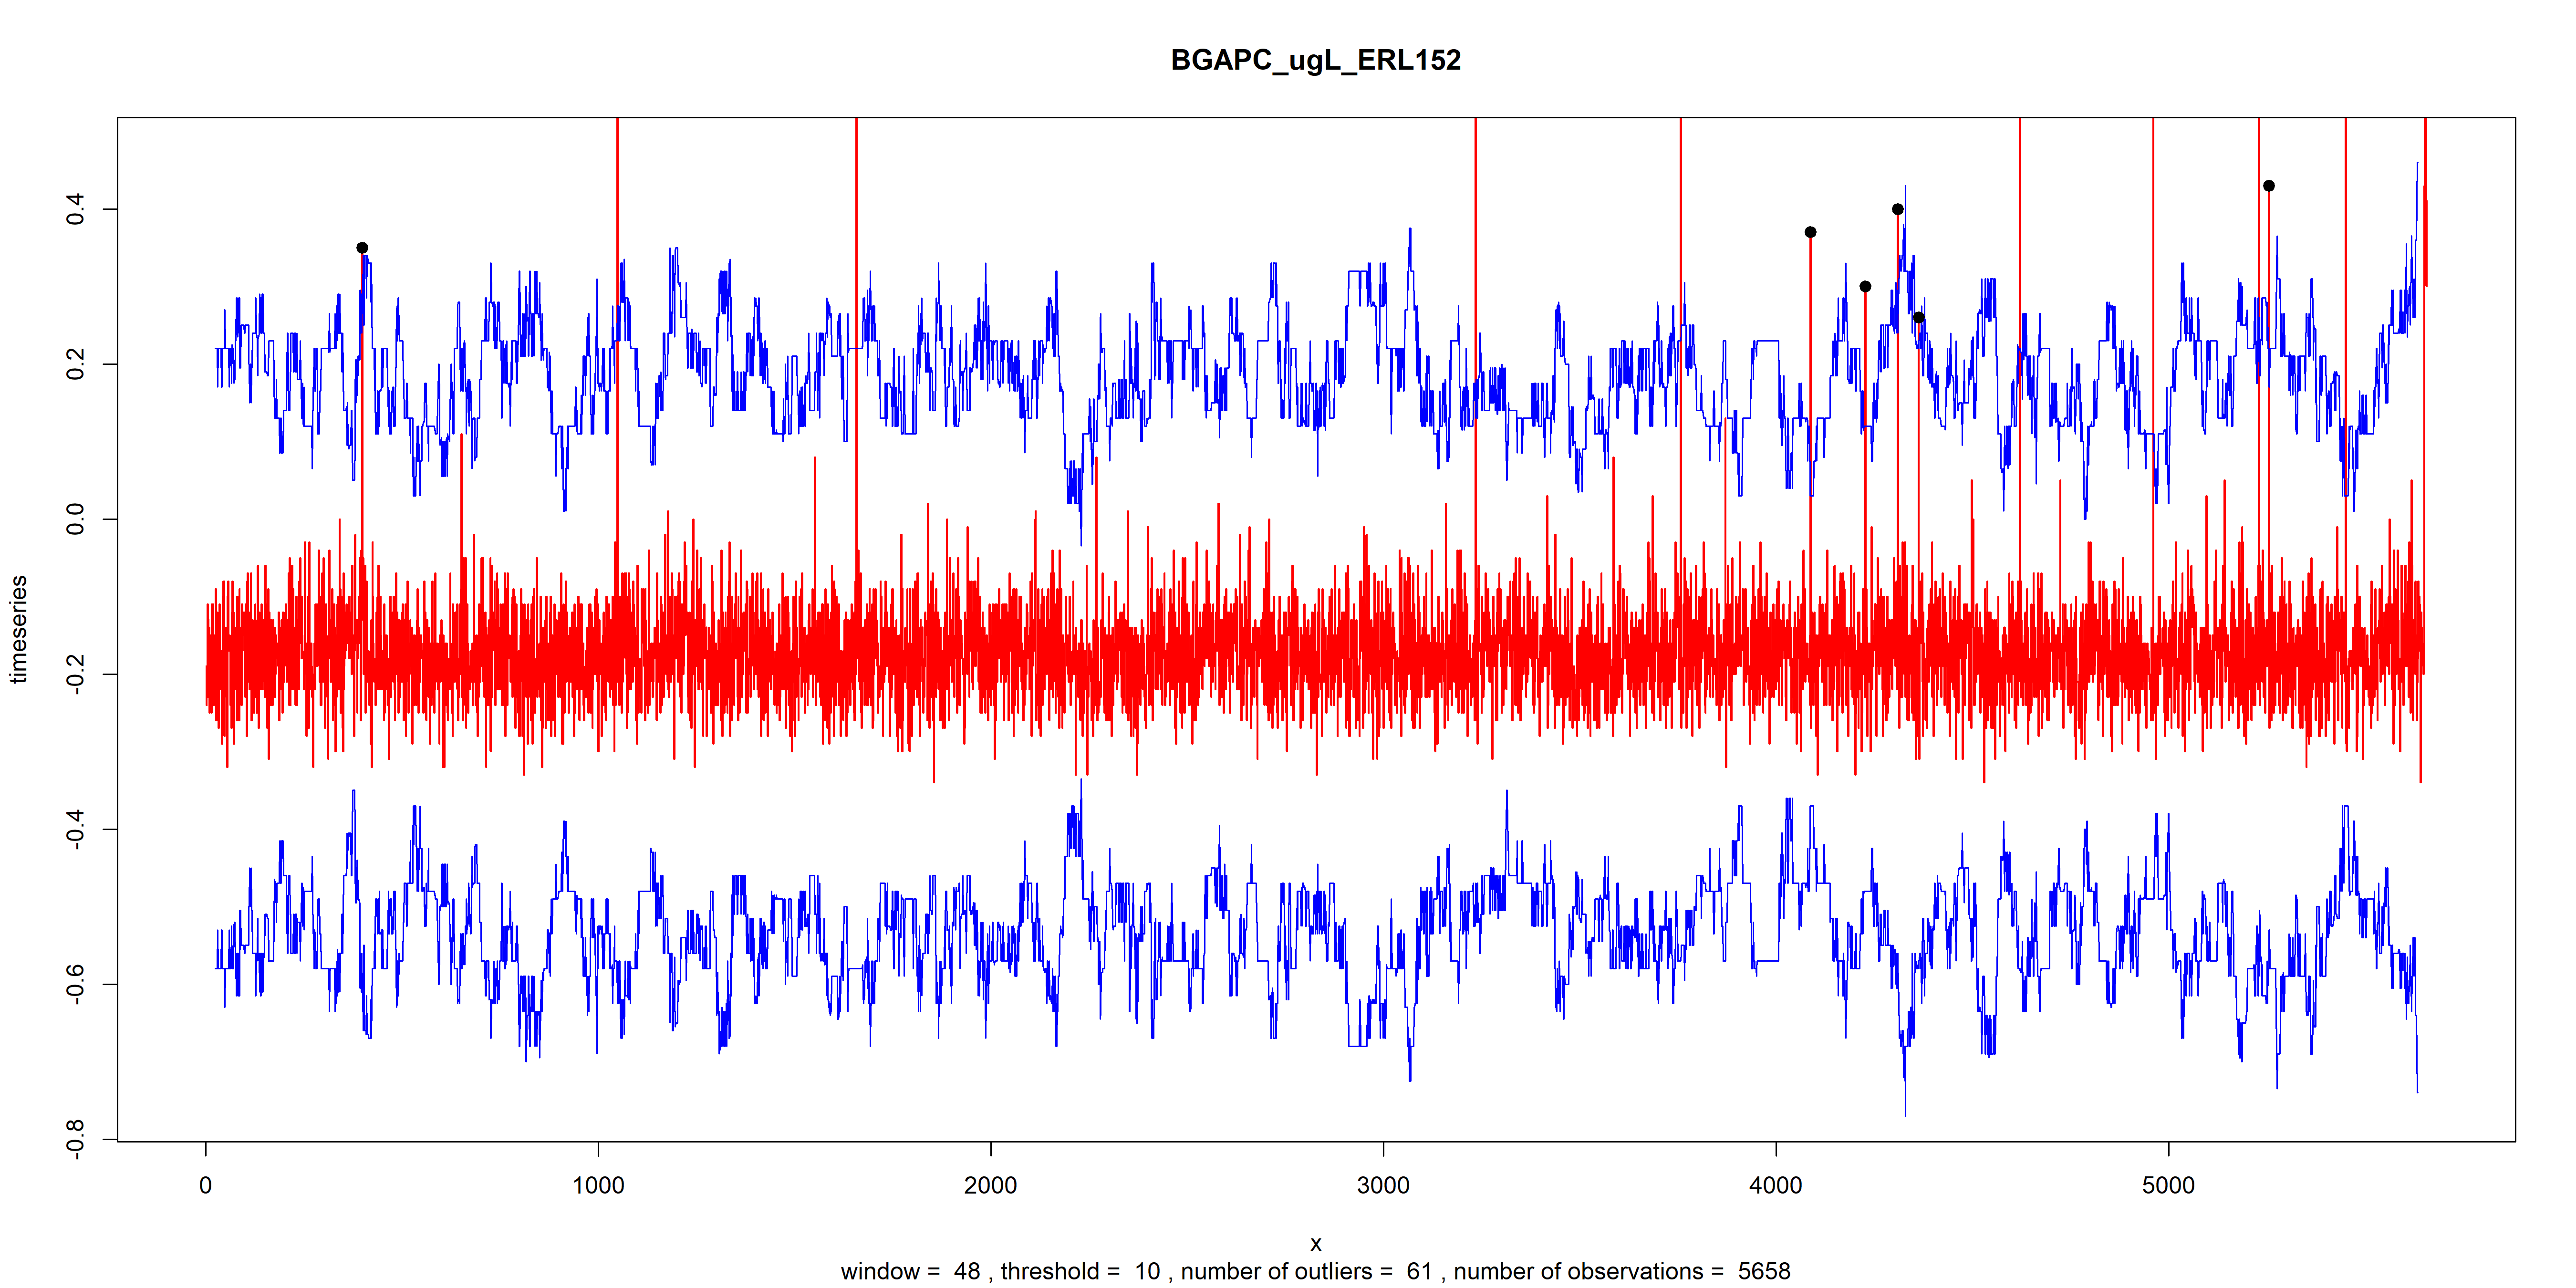 BGAPC_ugL_ERL152
timeseries
0.4
0.2
0.0
-0.2
-0.4
-0.6
-0.8
0 1000 2000 3000 4000 5000
x
window = 48 , threshold = 10 , number of outliers = 61 , number of observations = 5658